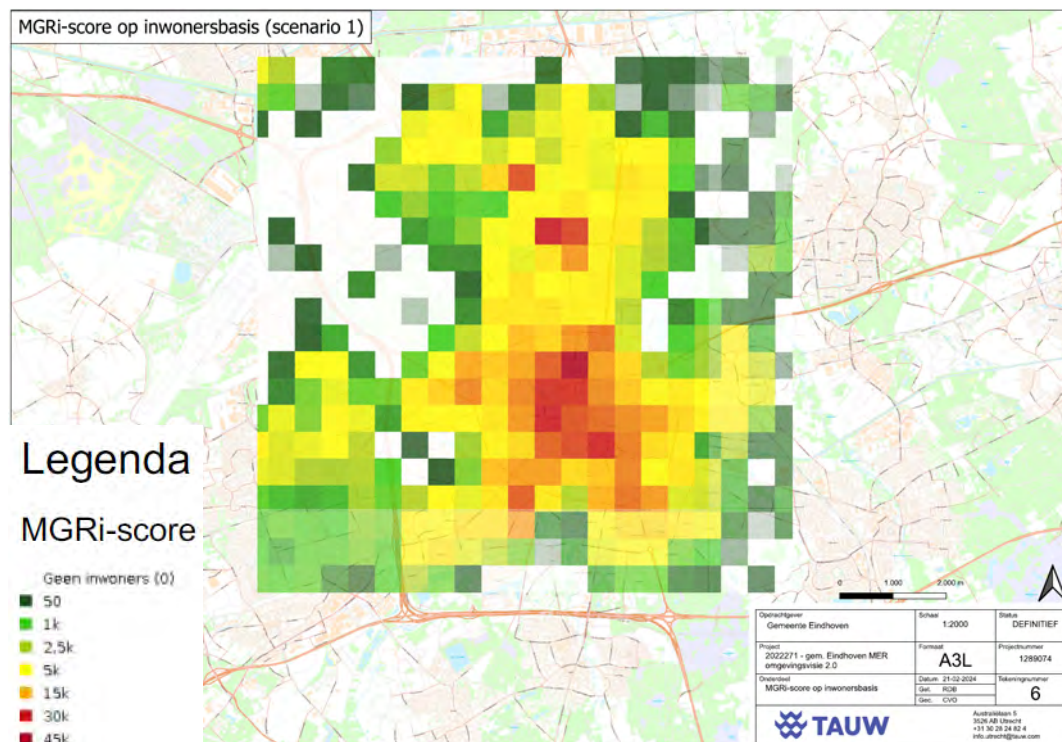 MGRi-score op inwonersbasis (scenario 1)
Legenda
MGRi-score
Geen inwoners (0)
50
1k
2.5k
5k
15k
30k
45k
0 1 000 2.000 m
Opdrachtgever
Gemeente Eindhoven
Schaal
1:2000
Status
DEFINITIEF
Project
2022271 - gem. Eindhoven MER
omgevingsvisie 2.0
Formaat
A3L
Projectnummer
1289074
Onderdeel
MGRi-score op inwonersbasis
Datum 21-02-2024
Get. RDB
Gec. CVO
Tekeningnummer
6
TAUW
Australiëlaan 5
3526 AB Utrecht
+31 30 28 24 82 4
info.utrecht@tauw.com